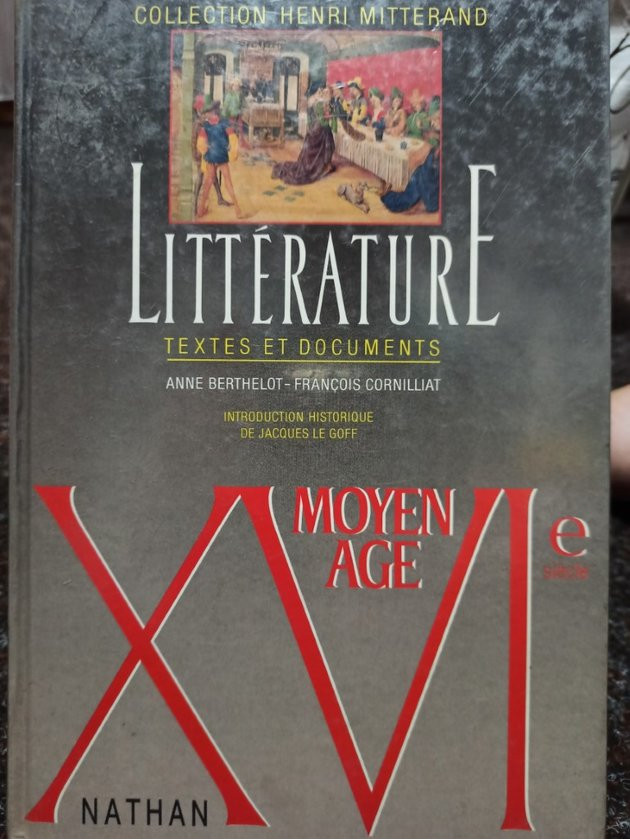 COLLECTION HENRI MITTERAND
LITTÉRATURE
TEXTES ET DOCUMENTS
ANNE BERTHELOT-FRANÇOIS CORNILLIAT
INTRODUCTION HISTORIQUE
DE JACQUES LE GOFF
MOYEN
AGE
XVIe
NATHAN